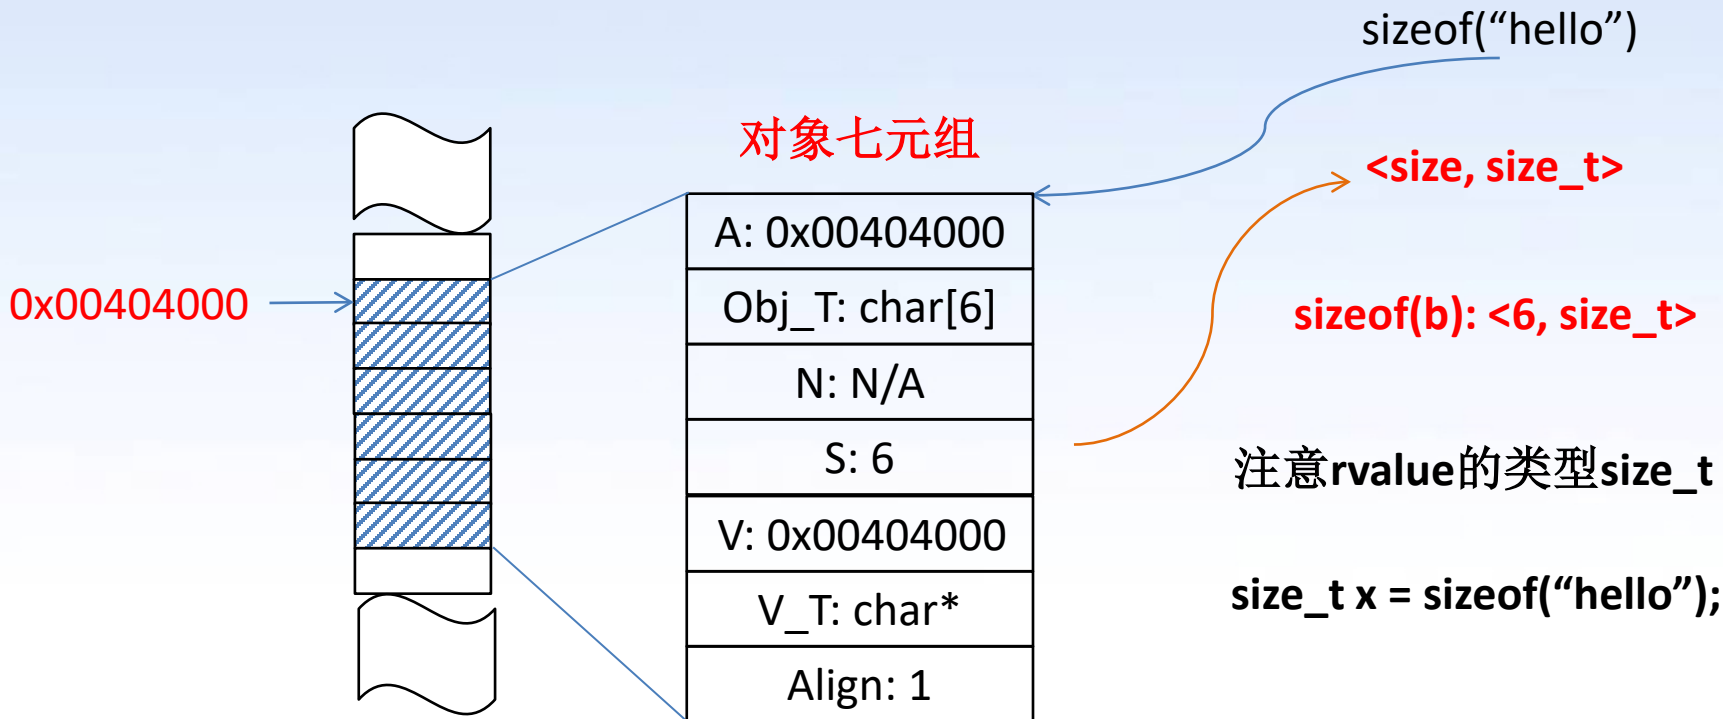 sizeof(“hello”)
对象七元组
<size, size_t>
A: 0x00404000
0x00404000
Obj_T: char[6]
sizeof(b): <6, size_t>
N: N/A
S: 6
注意rvalue的类型size_t
V: 0x00404000
V_T: char*
size_t x = sizeof(“hello”);
Align: 1